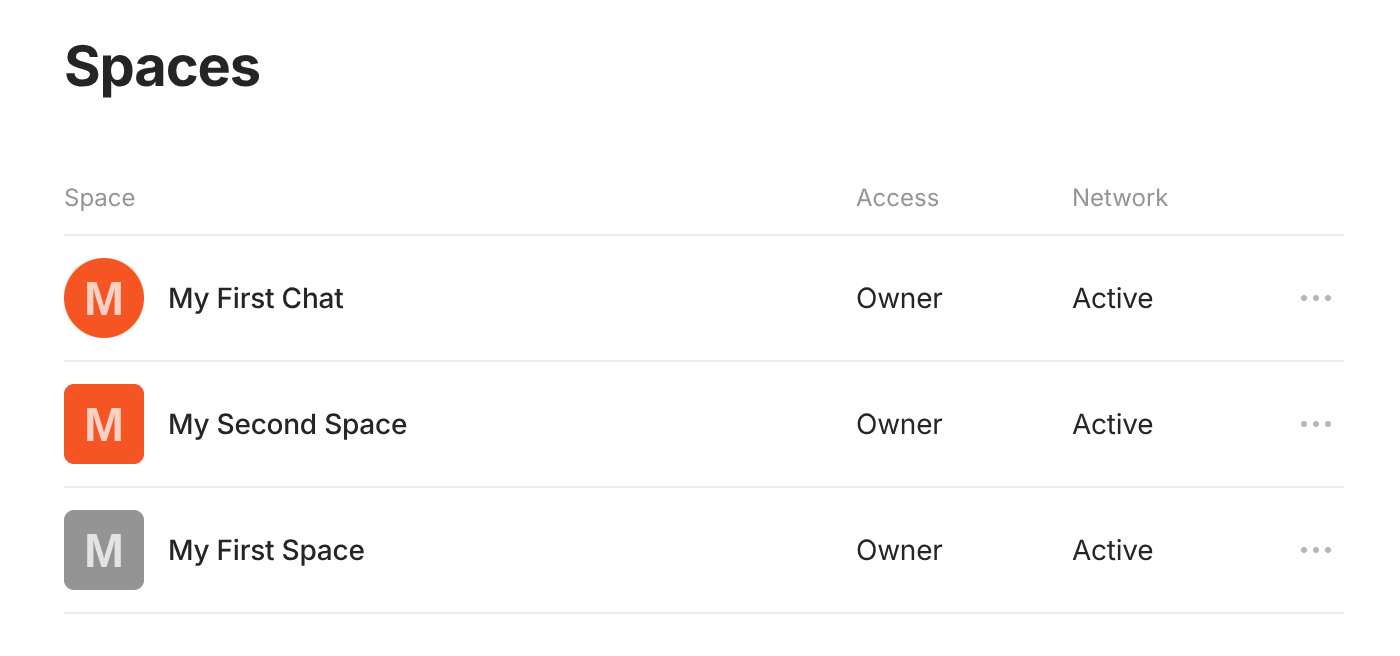 Spaces
Space Access Network
M My First Chat Owner Active
M My Second Space Owner Active
M My First Space Owner Active